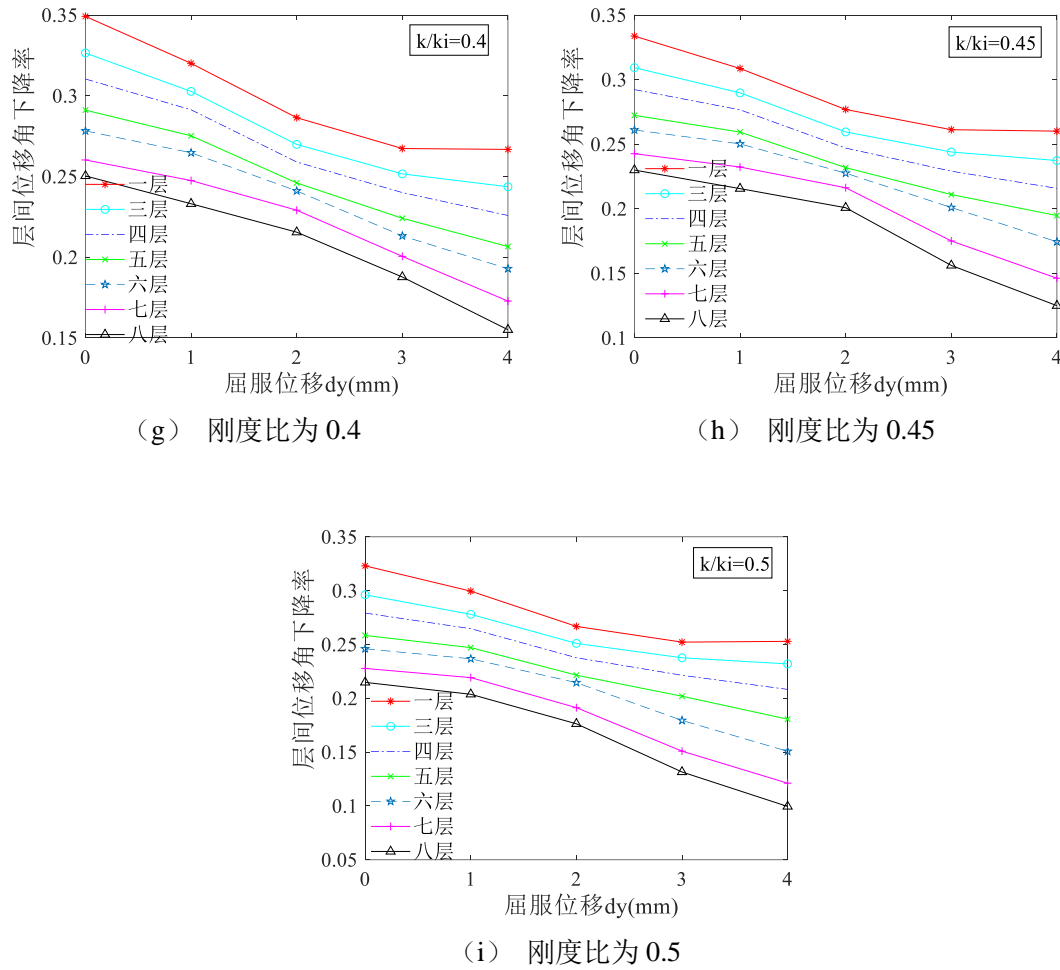 层间位移角下降率
0.35
0.3
0.25
0.2
0.15
k/ki=0.4
一层
三层
四层
五层
六层
七层
八层
0 1 2 3 4
屈服位移dy(mm)
（g） 刚度比为 0.4
层间位移角下降率
0.35
0.3
0.25
0.2
0.15
0.1
k/ki=0.45
一层
三层
四层
五层
六层
七层
八层
0 1 2 3 4
屈服位移dy(mm)
（h） 刚度比为 0.45
层间位移角下降率
0.35
0.3
0.25
0.2
0.15
0.1
0.05
k/ki=0.5
一层
三层
四层
五层
六层
七层
八层
0 1 2 3 4
屈服位移dy(mm)
（i） 刚度比为 0.5